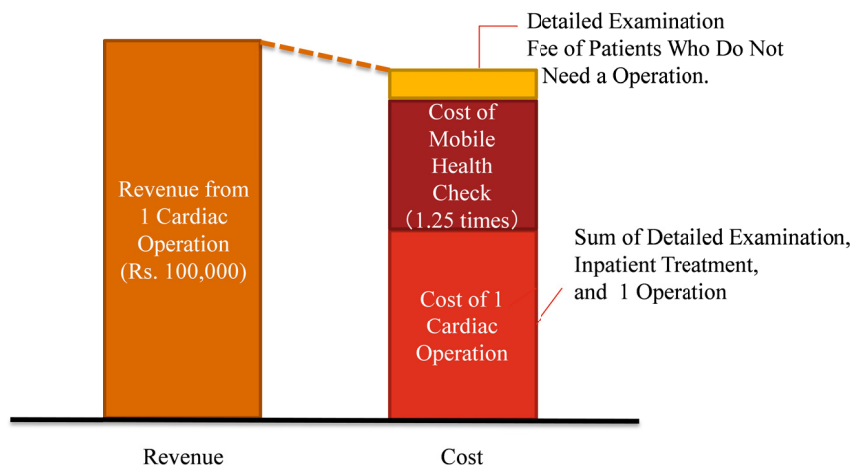 Detailed Examination
Fee of Patients Who Do Not
Need a Operation.
Cost of
Mobile
Health
Check
(1.25 times)
Revenue from
1 Cardiac
Operation
(Rs. 100,000)
Sum of Detailed Examination,
Inpatient Treatment,
and 1 Operation
Cost of 1
Cardiac
Operation
Revenue
Cost